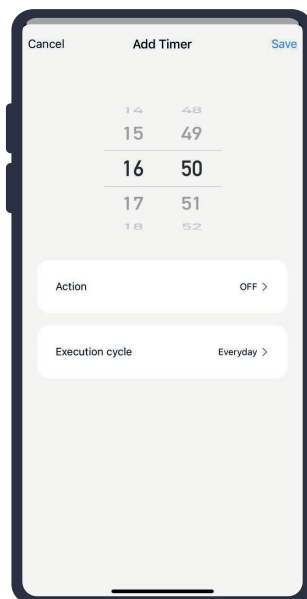 Cancel Add Timer Save
14 48
15 49
16 50
17 51
18 52
Action OFF >
Execution cycle Everyday >